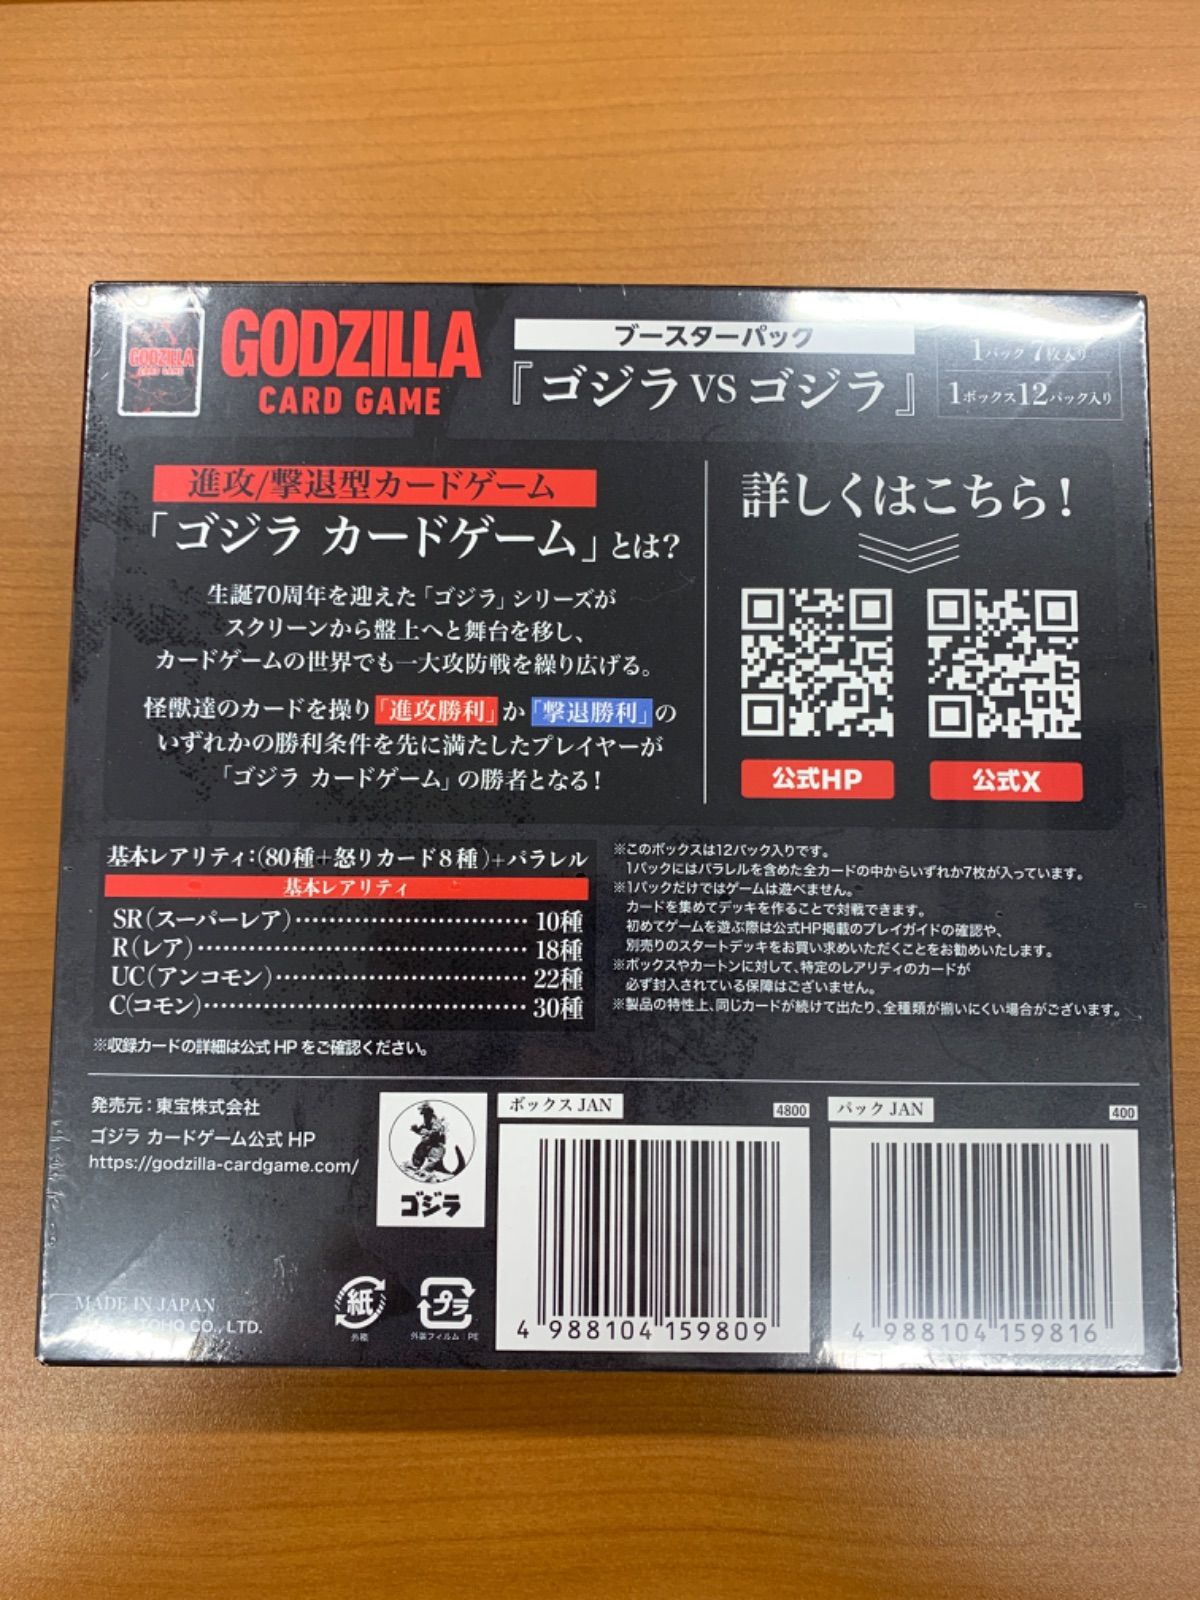 GODZILLA
CARD GAME
GODZILLA
CARD GAME
ブースターパック
『ゴジラ VS ゴジラ』
1パック 7枚入り
1ボックス12パック入り
進攻/撃退型カードゲーム
「ゴジラ カードゲーム」とは?
生誕70周年を迎えた「ゴジラ」シリーズが
スクリーンから盤上へと舞台を移し、
カードゲームの世界でも一大攻防戦を繰り広げる。
怪獣達のカードを操り「進攻勝利」か「撃退勝利」の
いずれかの勝利条件を先に満たしたプレイヤーが
「ゴジラ カードゲーム」の勝者となる!
詳しくはこちら!
公式HP
公式X
基本レアリティ:(80種+怒りカード8種)+パラレル
基本レアリティ
SR(スーパーレア)……………………… 10種
R(レア)………………………………… 18種
UC(アンコモン)………………………… 22種
C(コモン)………………………………… 30種
※収録カードの詳細は公式HPをご確認ください。
※このボックスは12パック入りです。
1パックにはパラレルを含めた全カードの中からいずれか7枚が入っています。
※1パックだけではゲームは遊べません。
カードを集めてデッキを作ることで対戦できます。
初めてゲームを遊ぶ際は公式HP掲載のプレイガイドの確認や、
別売りのスタートデッキをお買い求めいただくことをお勧めいたします。
※ボックスやカートンに対して、特定のレアリティのカードが
必ず封入されている保障はございません。
※製品の特性上、同じカードが続けて出たり、全種類が揃いにくい場合がございます。
発売元:東宝株式会社
ゴジラ カードゲーム公式HP
https://godzilla-cardgame.com/
ゴジラ
MADE IN JAPAN
TOHO CO., LTD.
紙
外箱
プラ
外装フィルム:PE
ボックス JAN
4800
4 988104 159809
パック JAN
400
4 988104 159816